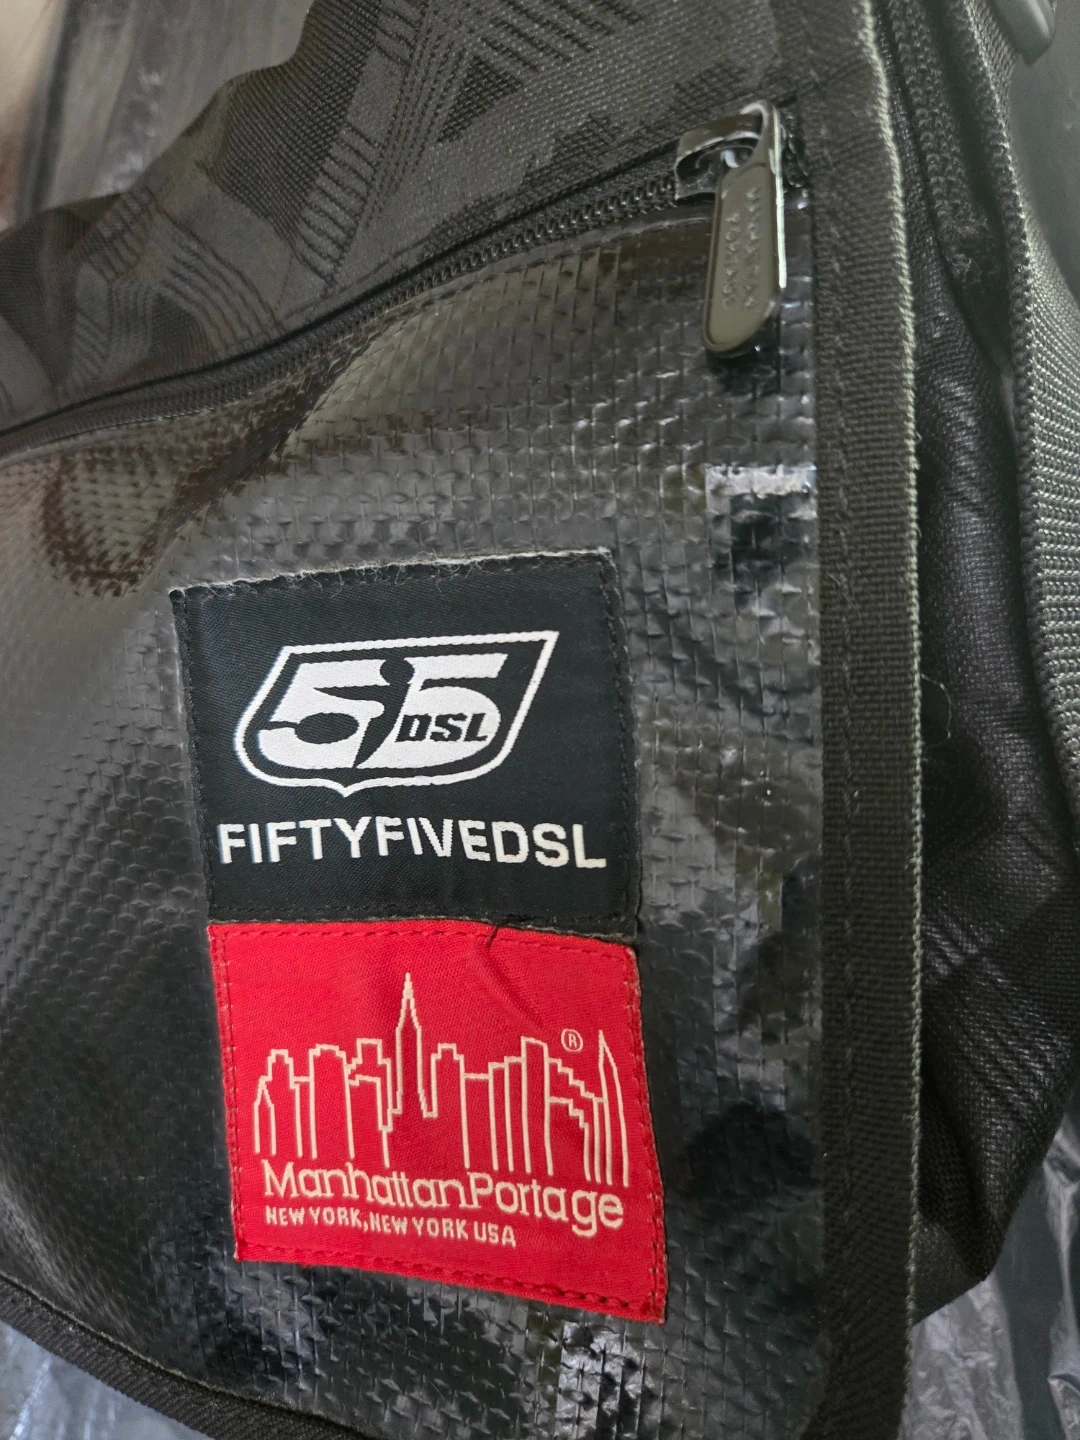 55
DSL
FIFTYFIVEDSL
®
ManhattanPortage
NEW YORK, NEW YORK USA